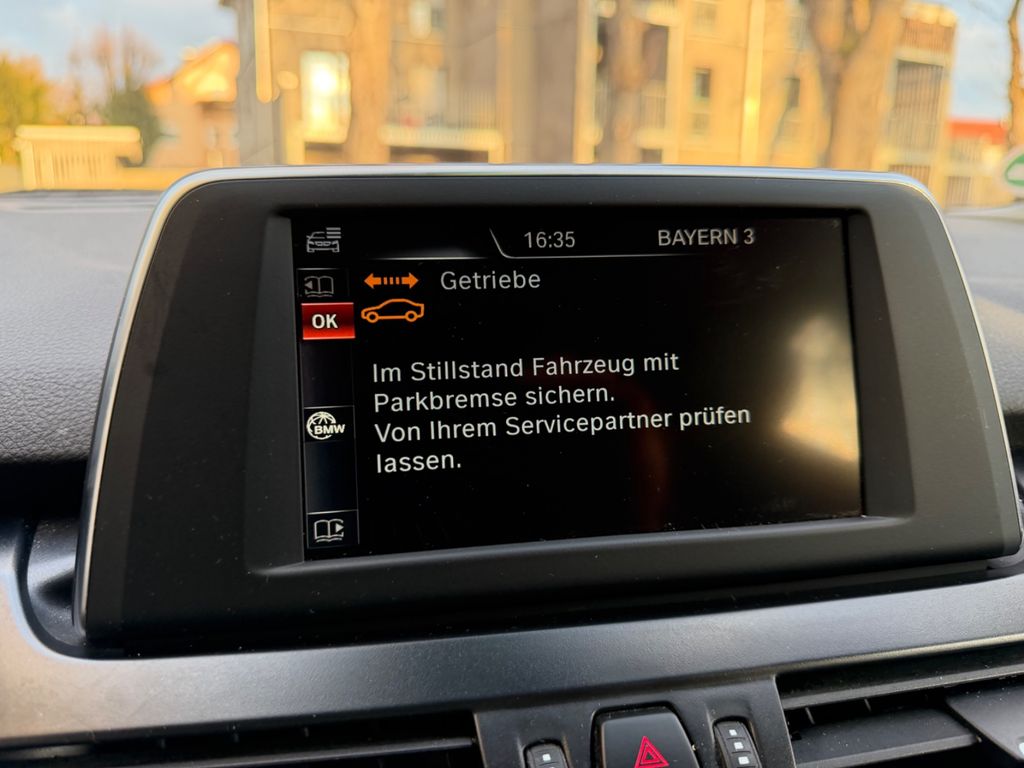 16:35 BAYERN 3
Getriebe
OK
Im Stillstand Fahrzeug mit
Parkbremse sichern.
Von Ihrem Servicepartner prüfen
lassen.
BMW